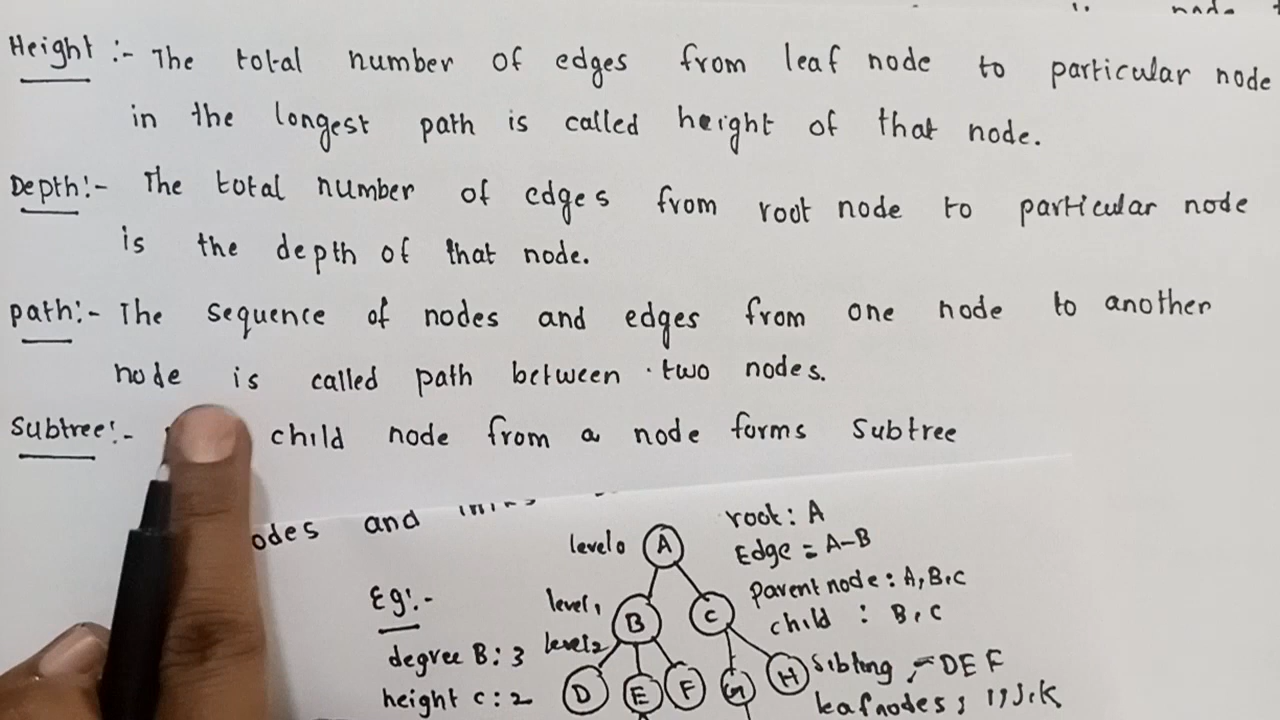 Height :- The total number of edges from leaf node to particular node
in the longest path is called height of that node.
Depth:- The total number of edges from root node to particular node
is the depth of that node.
path:- The sequence of nodes and edges from one node to another
node is called path between two nodes.
Subtree:- child node from a node forms Subtree
odes and
root: A
level0 A
Edge = A-B
Eg:-
level1
parent node: A,B,C
B C
child : B, C
degree B: 3
level2
Sibling DEF
height C: 2
D E F G H
leafnodes: I,J,K